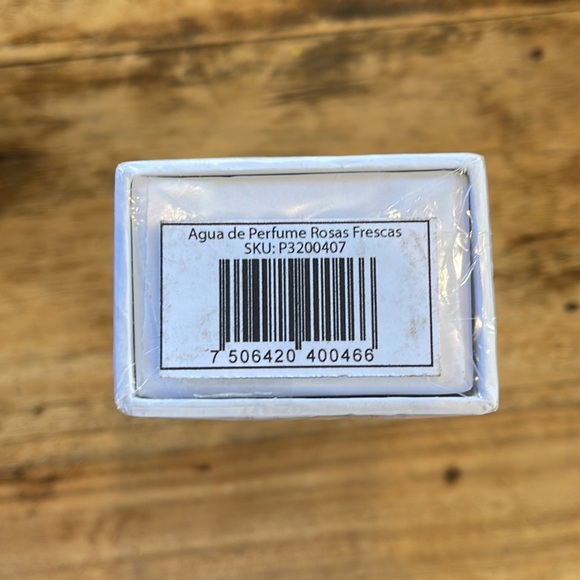 Agua de Perfume Rosas Frescas
SKU: P3200407
7 506420 400466